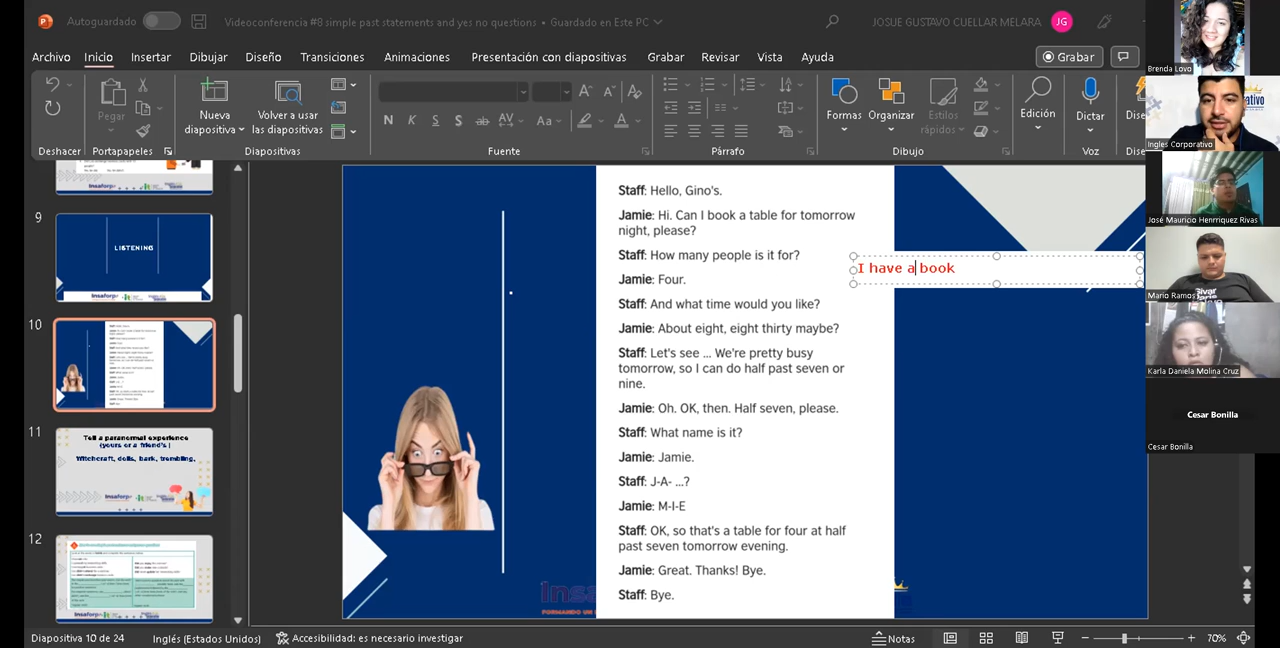 Autoguardado
Videoconferencia #8 simple past statements and yes no questions • Guardado en Este PC
JOSUE GUSTAVO CUELLAR MELARA
JG
Archivo
Inicio
Insertar
Dibujar
Diseño
Transiciones
Animaciones
Presentación con diapositivas
Grabar
Revisar
Vista
Ayuda
Grabar
Pegar
Nueva
diapositiva
Volver a usar
las diapositivas
Formas
Organizar
Estilos
rápidos
Edición
Dictar
Dise
Deshacer
Portapapeles
Diapositivas
Fuente
Párrafo
Dibujo
Voz
Dise
9
LISTENING
10
11
Tell a paranormal experience
(yours or a friend's)
Witchcraft, dolls, bark, trembling,
12
Staff: Hello, Gino's.
Jamie: Hi. Can I book a table for tomorrow
night, please?
Staff: How many people is it for?
Jamie: Four.
Staff: And what time would you like?
Jamie: About eight, eight thirty maybe?
Staff: Let's see ... We're pretty busy
tomorrow, so I can do half past seven or
nine.
Jamie: Oh. OK, then. Half seven, please.
Staff: What name is it?
Jamie: Jamie.
Staff: J-A- ...?
Jamie: M-I-E
Staff: OK, so that's a table for four at half
past seven tomorrow evening.
Jamie: Great. Thanks! Bye.
Staff: Bye.
I have a book
Brenda Lovo
Ingles Corporativo
José Mauricio Henrriquez Rivas
Mario Ramos
Karla Daniela Molina Cruz
Cesar Bonilla
Cesar Bonilla
Diapositiva 10 de 24
Inglés (Estados Unidos)
Accesibilidad: es necesario investigar
Notas
70%